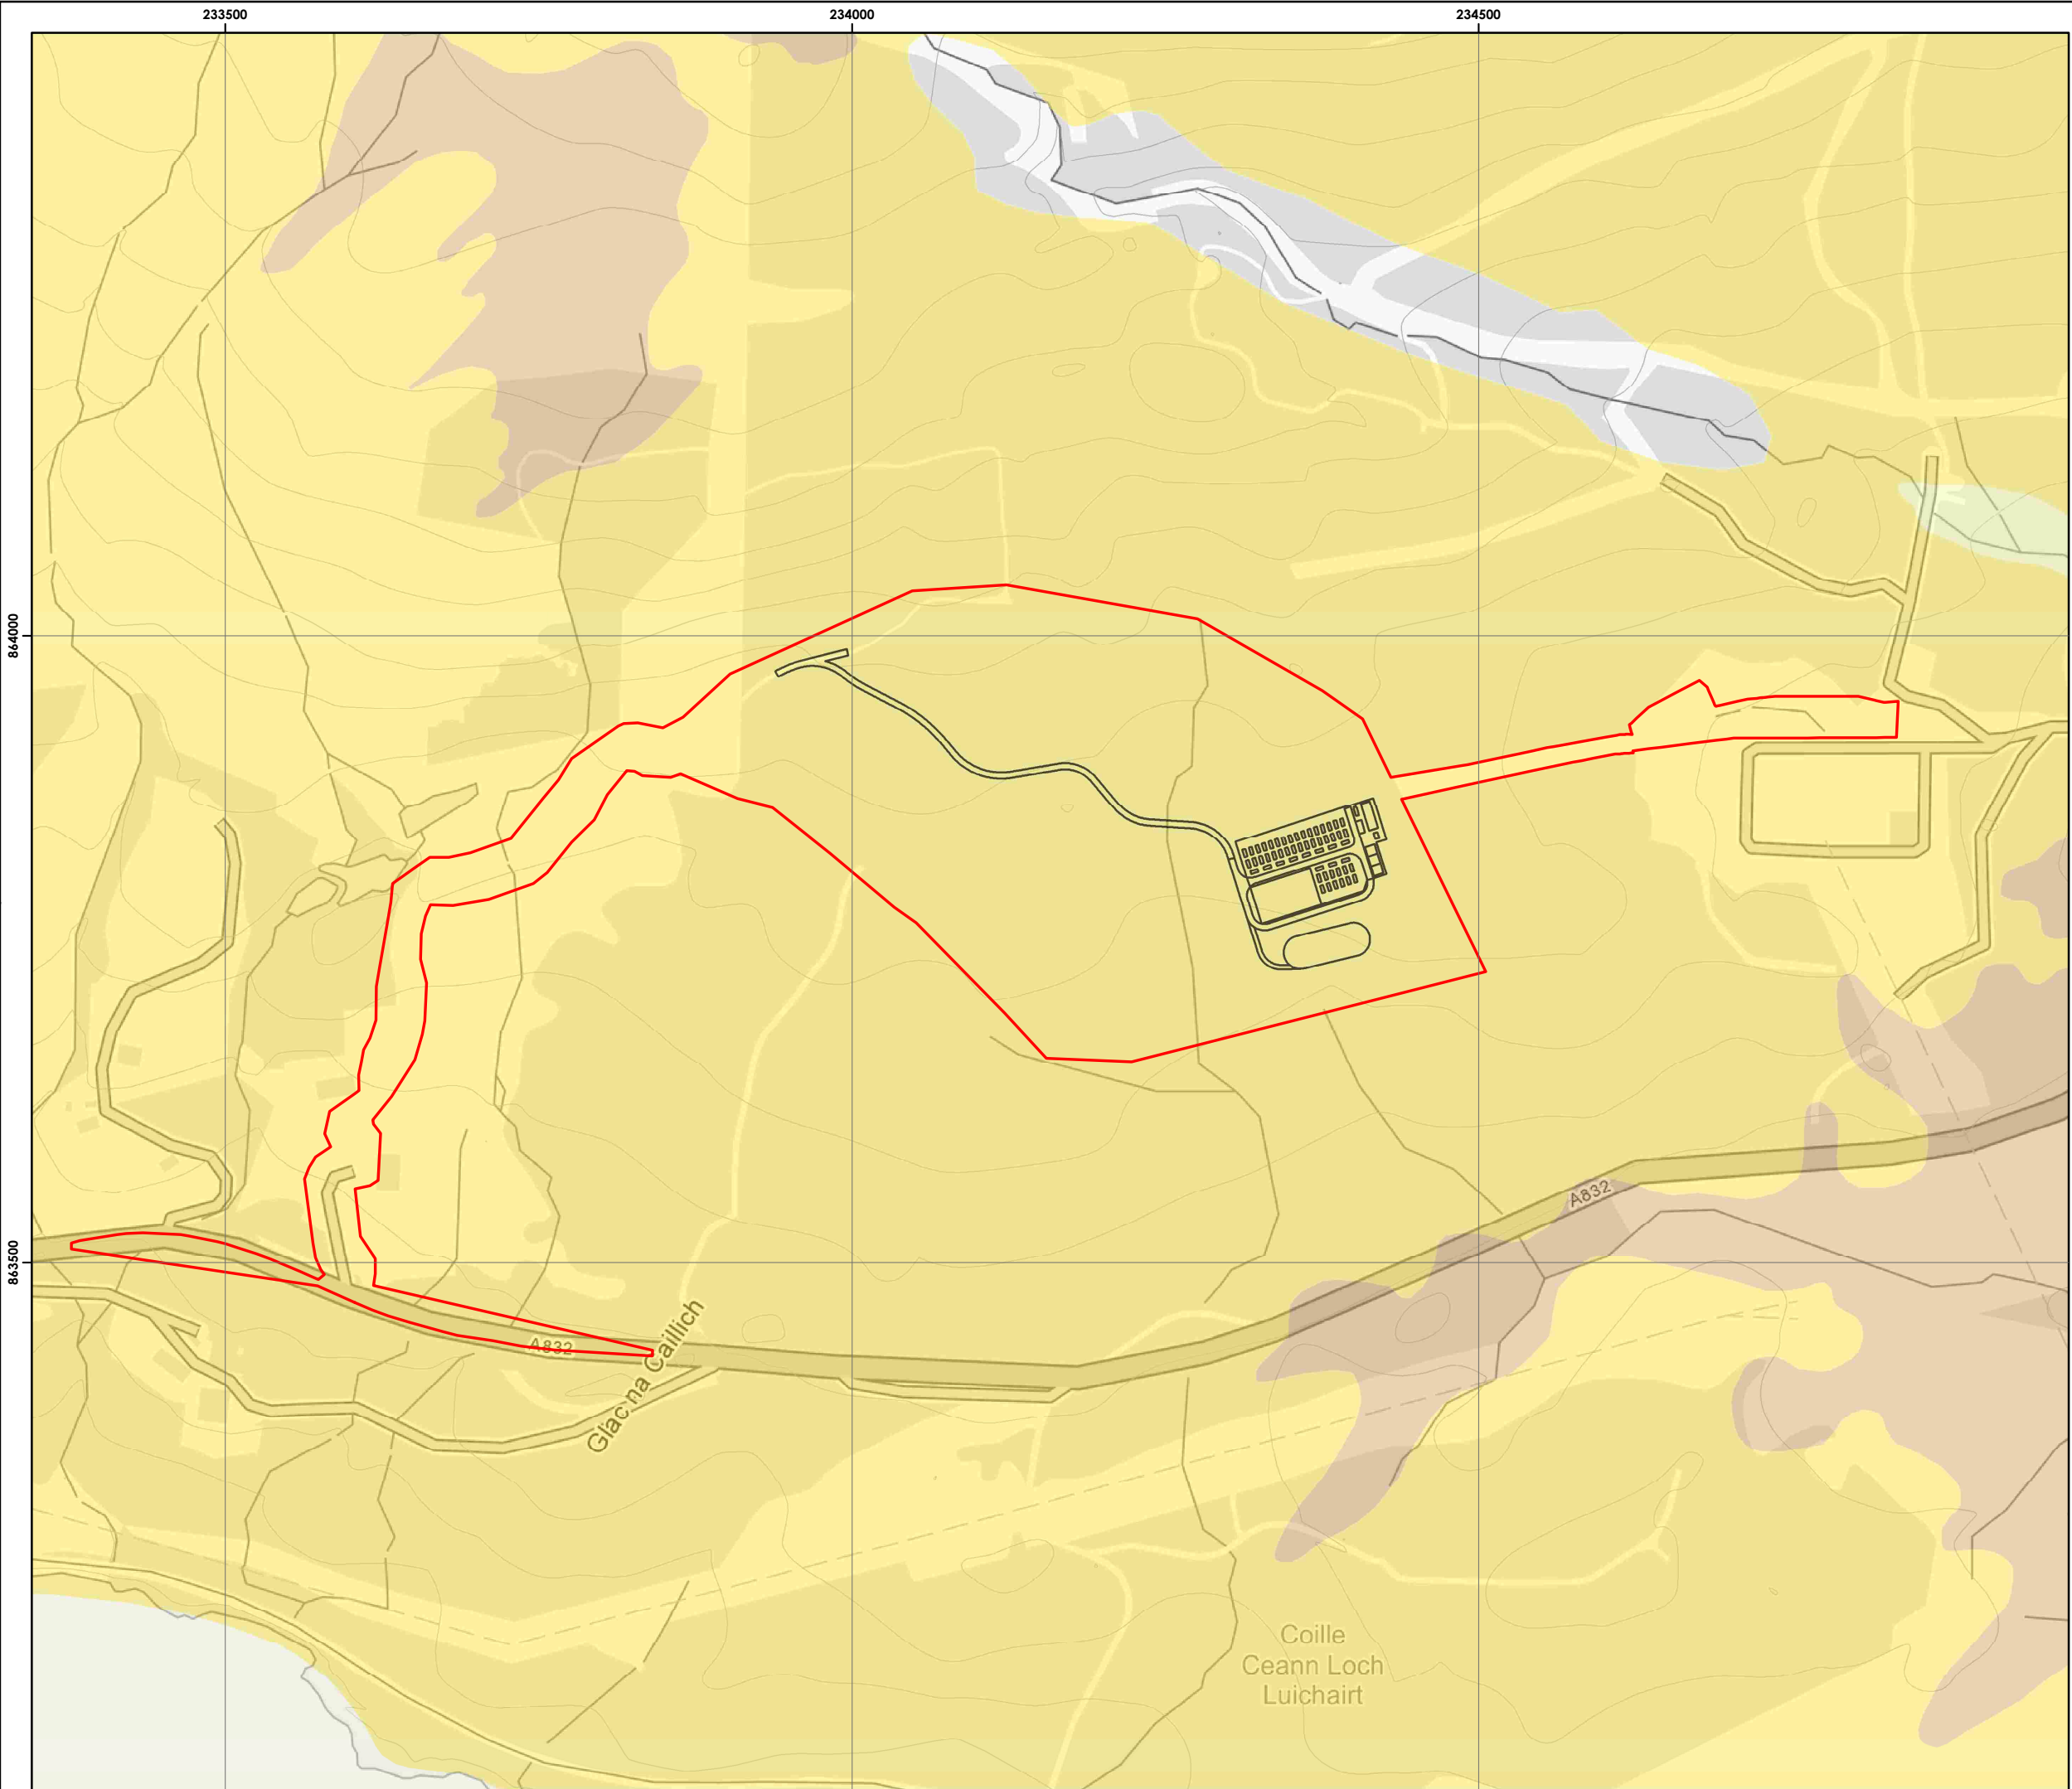 233500
234000
234500
864000
863500
A832
A832
Glac na Caillich
Coille
Ceann Loch
Luichairt